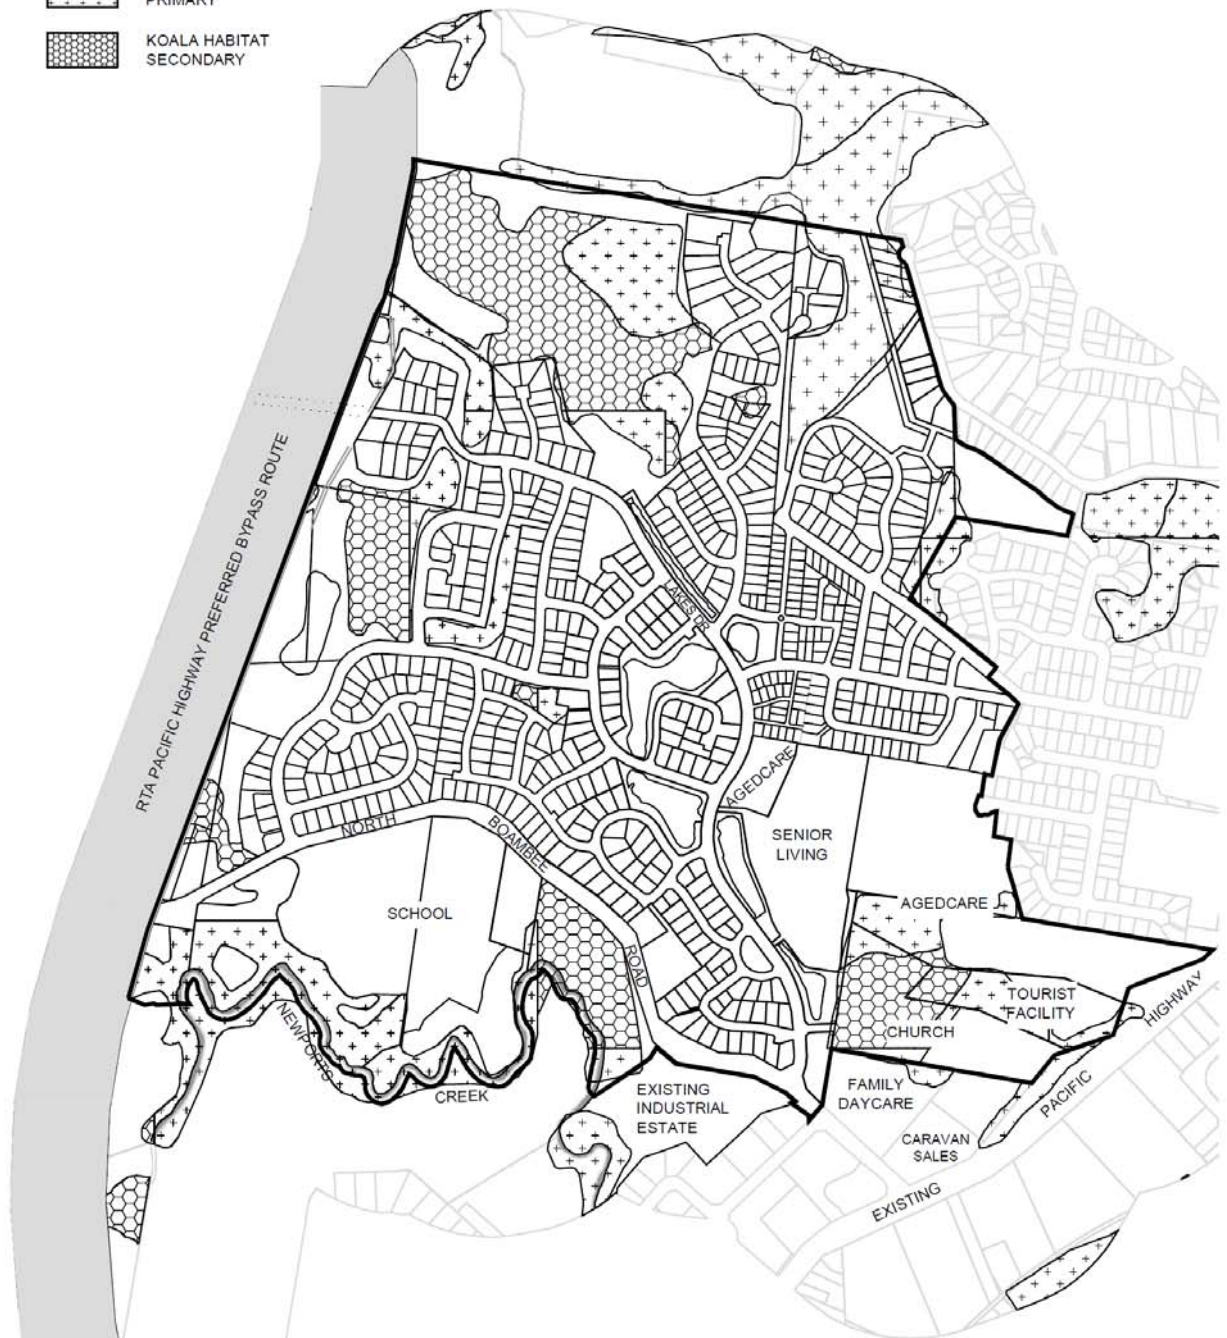 PRIMARY
KOALA HABITAT
SECONDARY
RTA PACIFIC HIGHWAY PREFERRED BYPASS ROUTE
LAKES DR
AGEDCARE
NORTH
BOAMBEE
ROAD
SENIOR
LIVING
SCHOOL
AGEDCARE
TOURIST
FACILITY
CHURCH
HIGHWAY
NEWPORTS
CREEK
EXISTING
INDUSTRIAL
ESTATE
FAMILY
DAYCARE
PACIFIC
CARAVAN
SALES
EXISTING